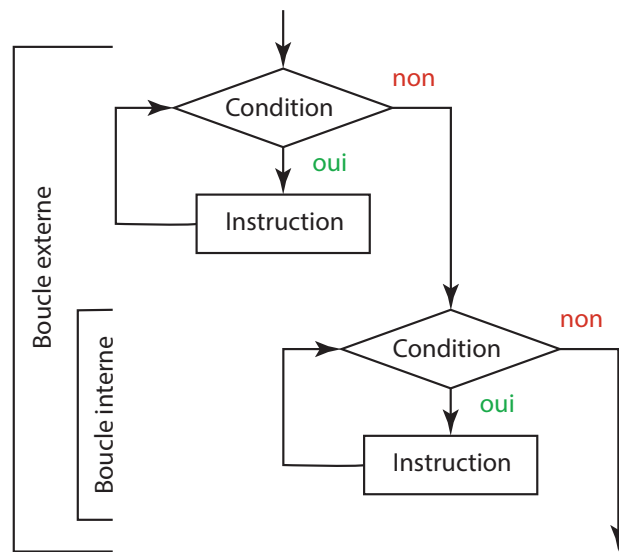 non
Condition
oui
Instruction
Boucle externe
non
Condition
oui
Instruction
Boucle interne